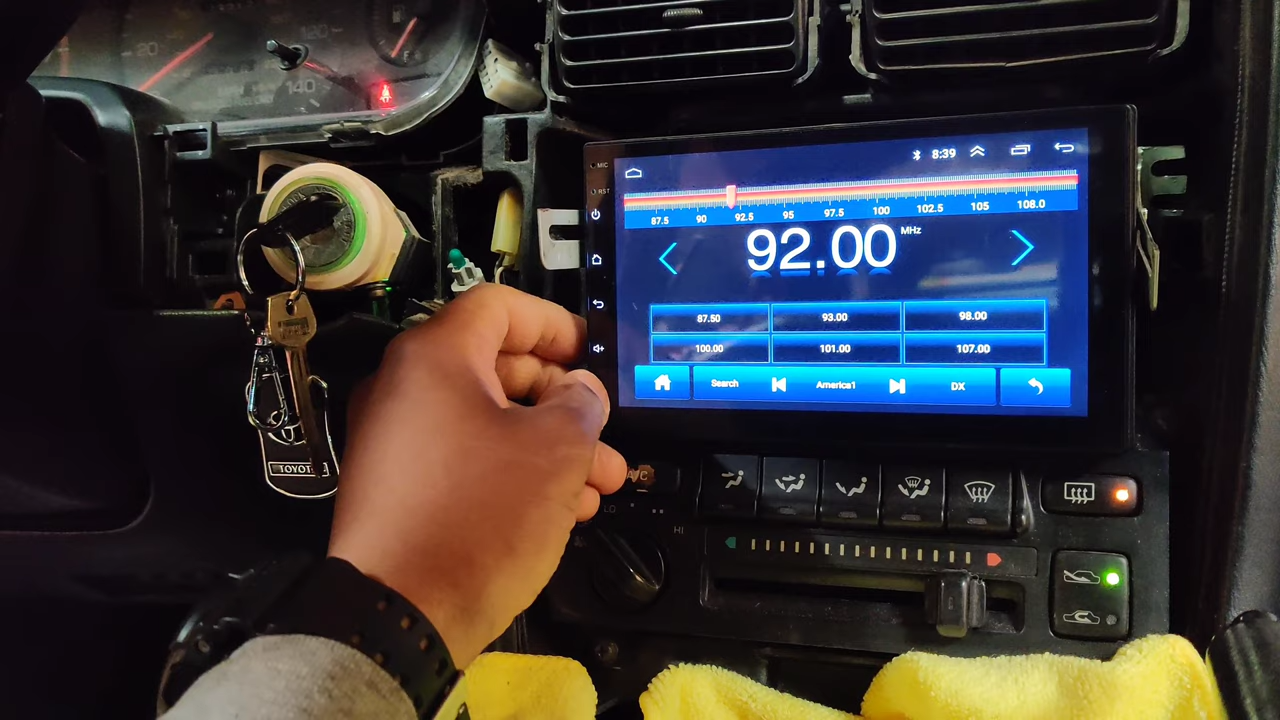 20
120
140
F
MIC
RST
8:39
87.5 90 92.5 95 97.5 100 102.5 105 108.0
92.00 MHz
87.50 93.00 98.00
100.00 101.00 107.00
Search America1 DX
TOYOT
A/C
LO
HI